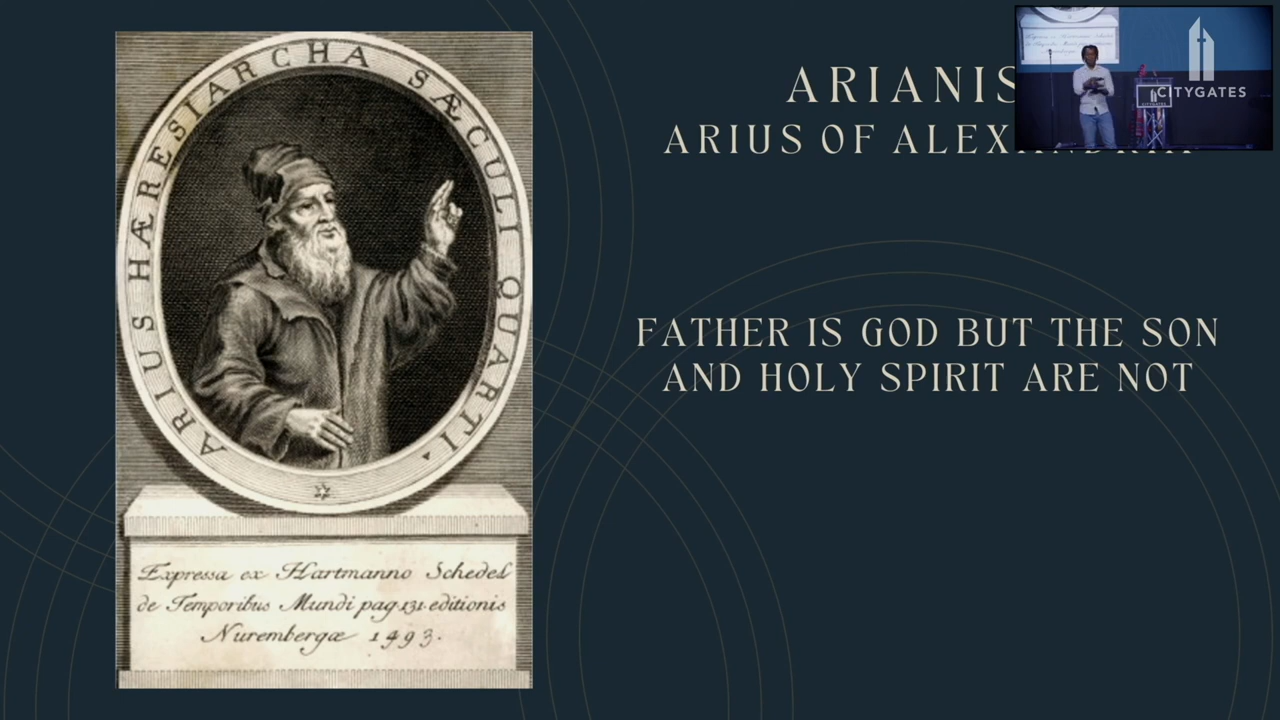 ARIUS HÆRESIARCHA SÆCULI QUARTI.
Expressa ex Hartmanno Schedel
de Temporibus Mundi pag 131 editionis
Nurembergæ 1493.
ARIANIS
ARIUS OF ALEXANDRIA
FATHER IS GOD BUT THE SON
AND HOLY SPIRIT ARE NOT
CITYGATES